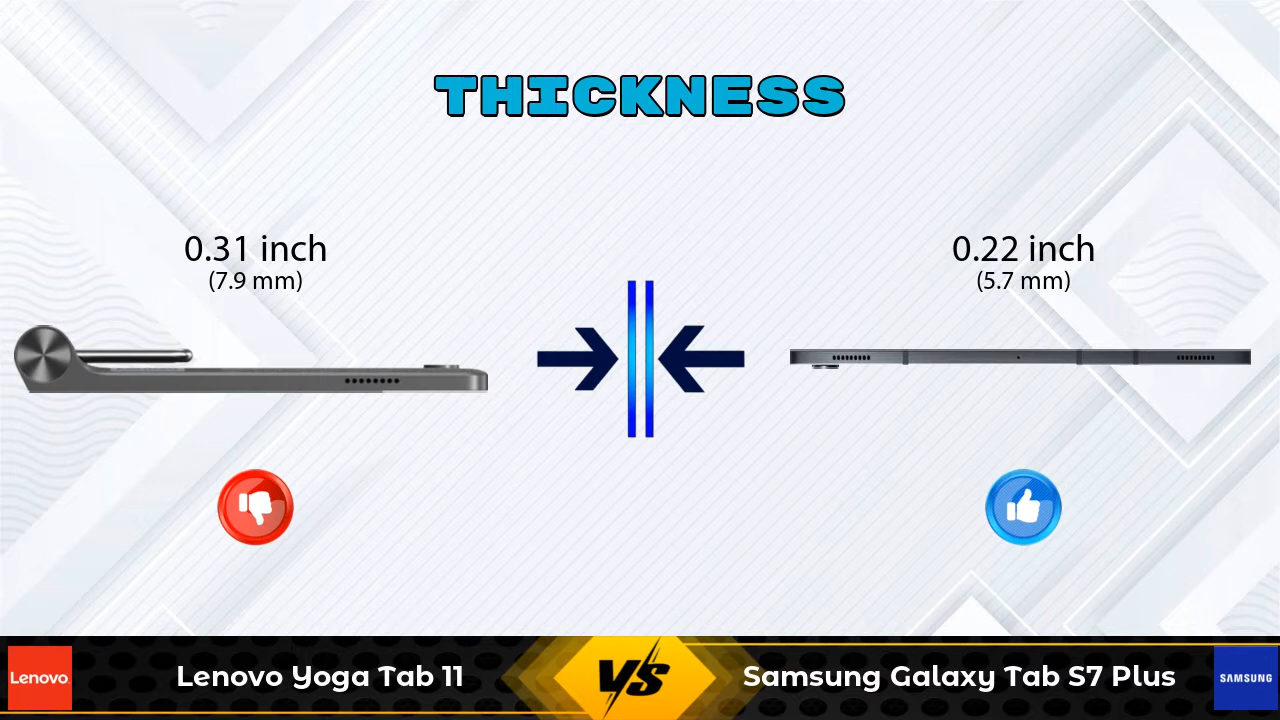 THICKNESS
0.31 inch
(7.9 mm)
0.22 inch
(5.7 mm)
Lenovo
Lenovo Yoga Tab 11
VS
Samsung Galaxy Tab S7 Plus
SAMSUNG